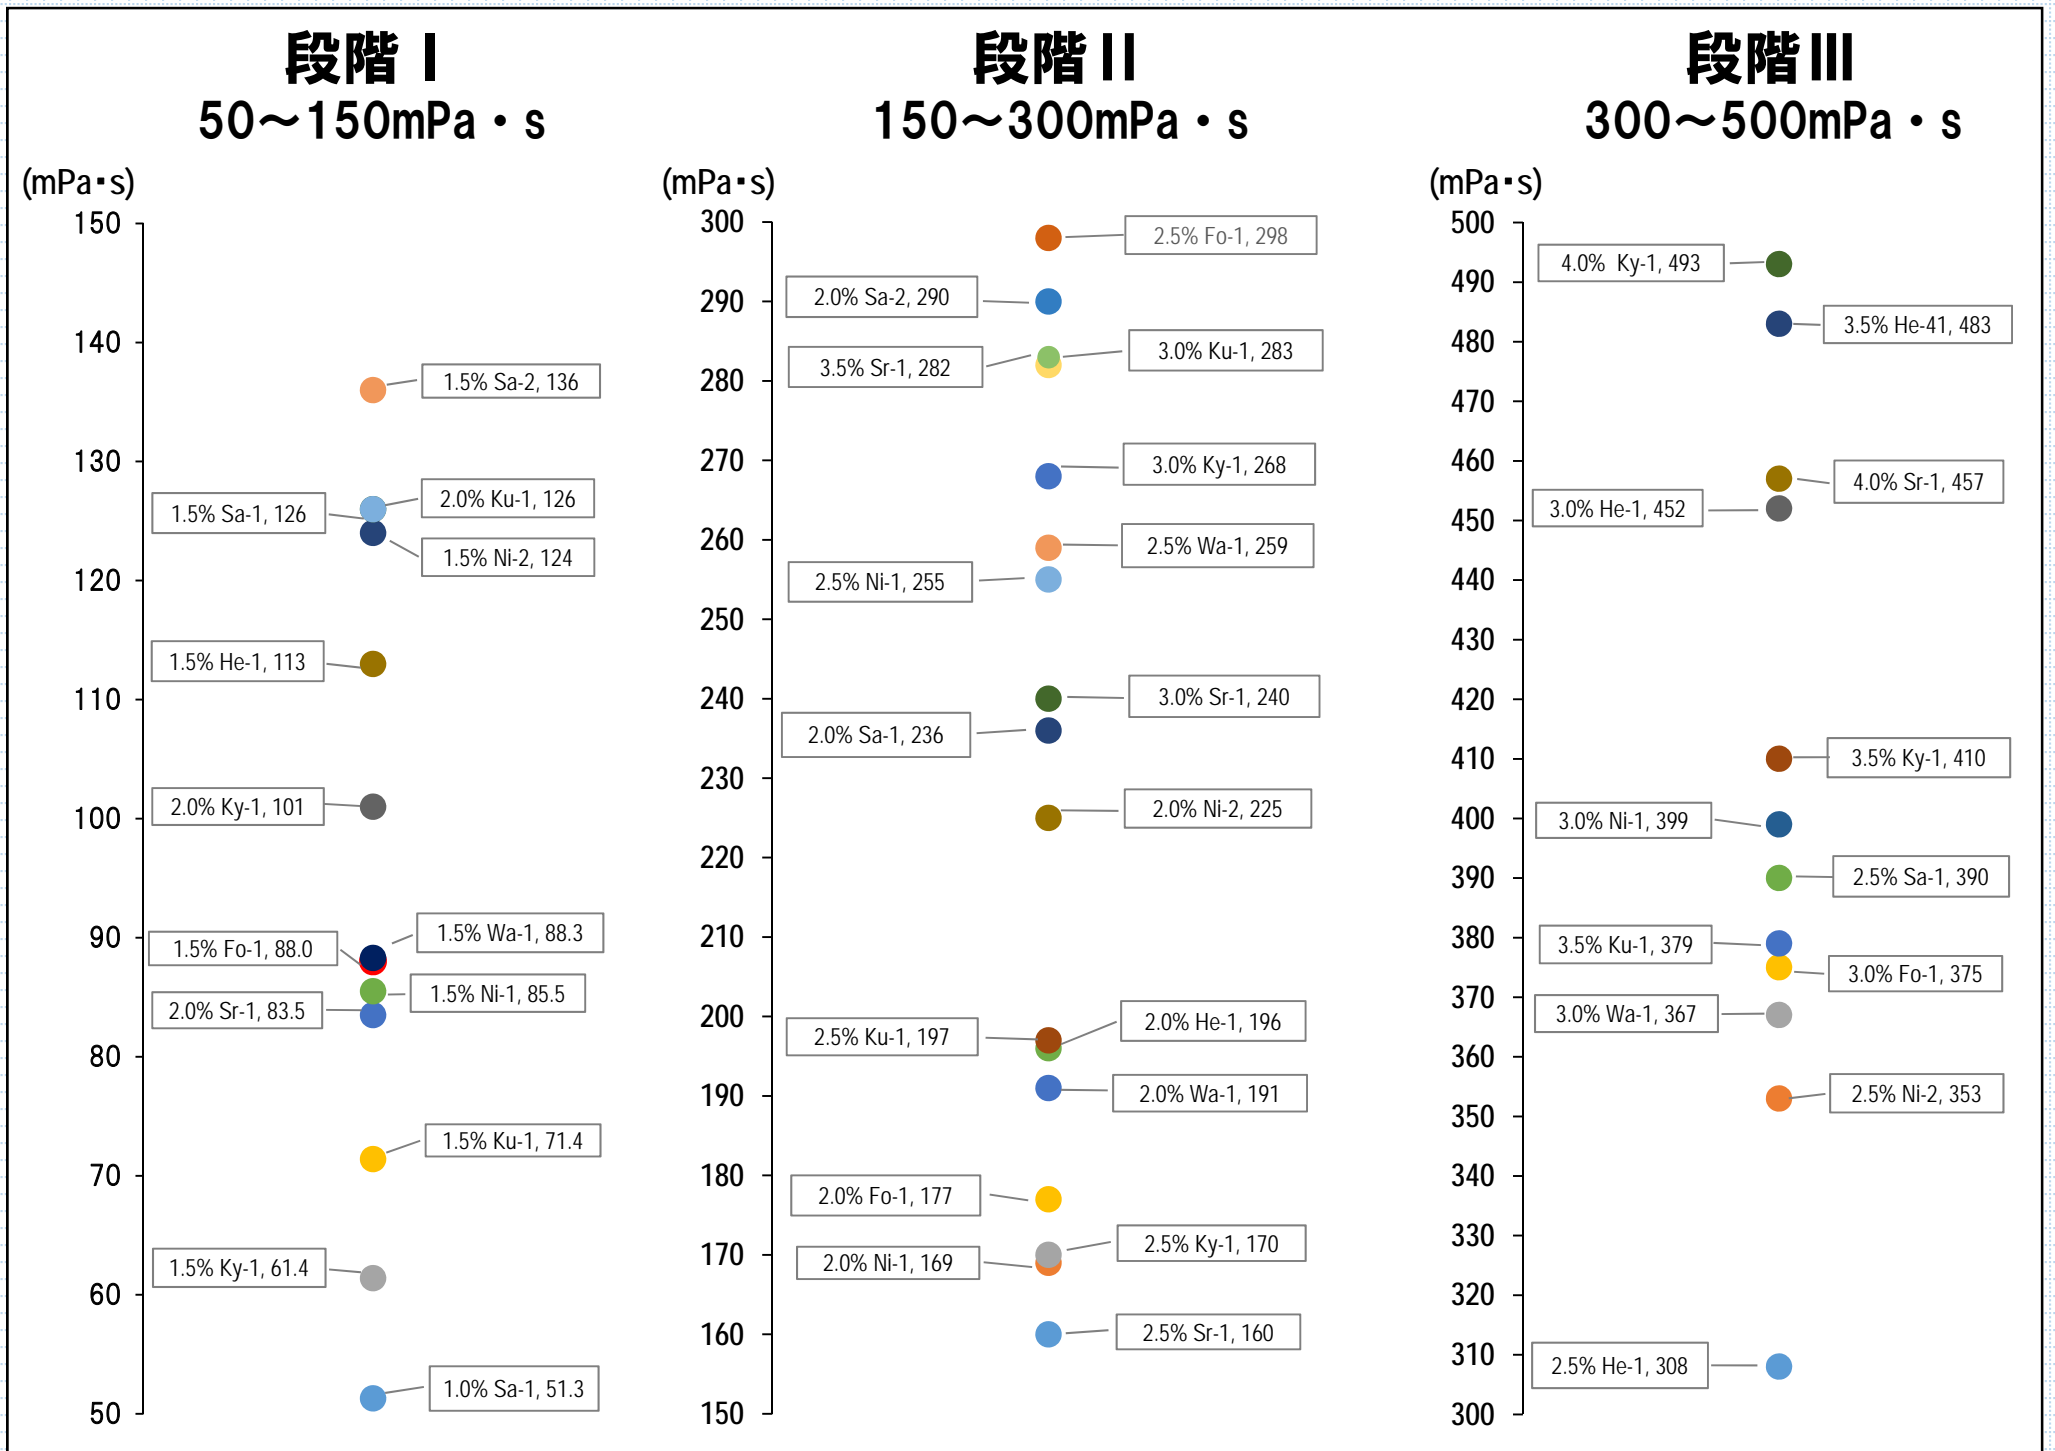 段階Ⅰ
50～150mPa・s
(mPa・s)
150
140
130
120
110
100
90
80
70
60
50
1.5% Sa-2, 136
2.0% Ku-1, 126
1.5% Sa-1, 126
1.5% Ni-2, 124
1.5% He-1, 113
2.0% Ky-1, 101
1.5% Wa-1, 88.3
1.5% Fo-1, 88.0
1.5% Ni-1, 85.5
2.0% Sr-1, 83.5
1.5% Ku-1, 71.4
1.5% Ky-1, 61.4
1.0% Sa-1, 51.3
段階Ⅱ
150～300mPa・s
(mPa・s)
300
290
280
270
260
250
240
230
220
210
200
190
180
170
160
150
2.5% Fo-1, 298
2.0% Sa-2, 290
3.0% Ku-1, 283
3.5% Sr-1, 282
3.0% Ky-1, 268
2.5% Wa-1, 259
2.5% Ni-1, 255
3.0% Sr-1, 240
2.0% Sa-1, 236
2.0% Ni-2, 225
2.5% Ku-1, 197
2.0% He-1, 196
2.0% Wa-1, 191
2.0% Fo-1, 177
2.5% Ky-1, 170
2.0% Ni-1, 169
2.5% Sr-1, 160
段階Ⅲ
300～500mPa・s
(mPa・s)
500
490
480
470
460
450
440
430
420
410
400
390
380
370
360
350
340
330
320
310
300
4.0% Ky-1, 493
3.5% He-41, 483
4.0% Sr-1, 457
3.0% He-1, 452
3.5% Ky-1, 410
3.0% Ni-1, 399
2.5% Sa-1, 390
3.5% Ku-1, 379
3.0% Fo-1, 375
3.0% Wa-1, 367
2.5% Ni-2, 353
2.5% He-1, 308